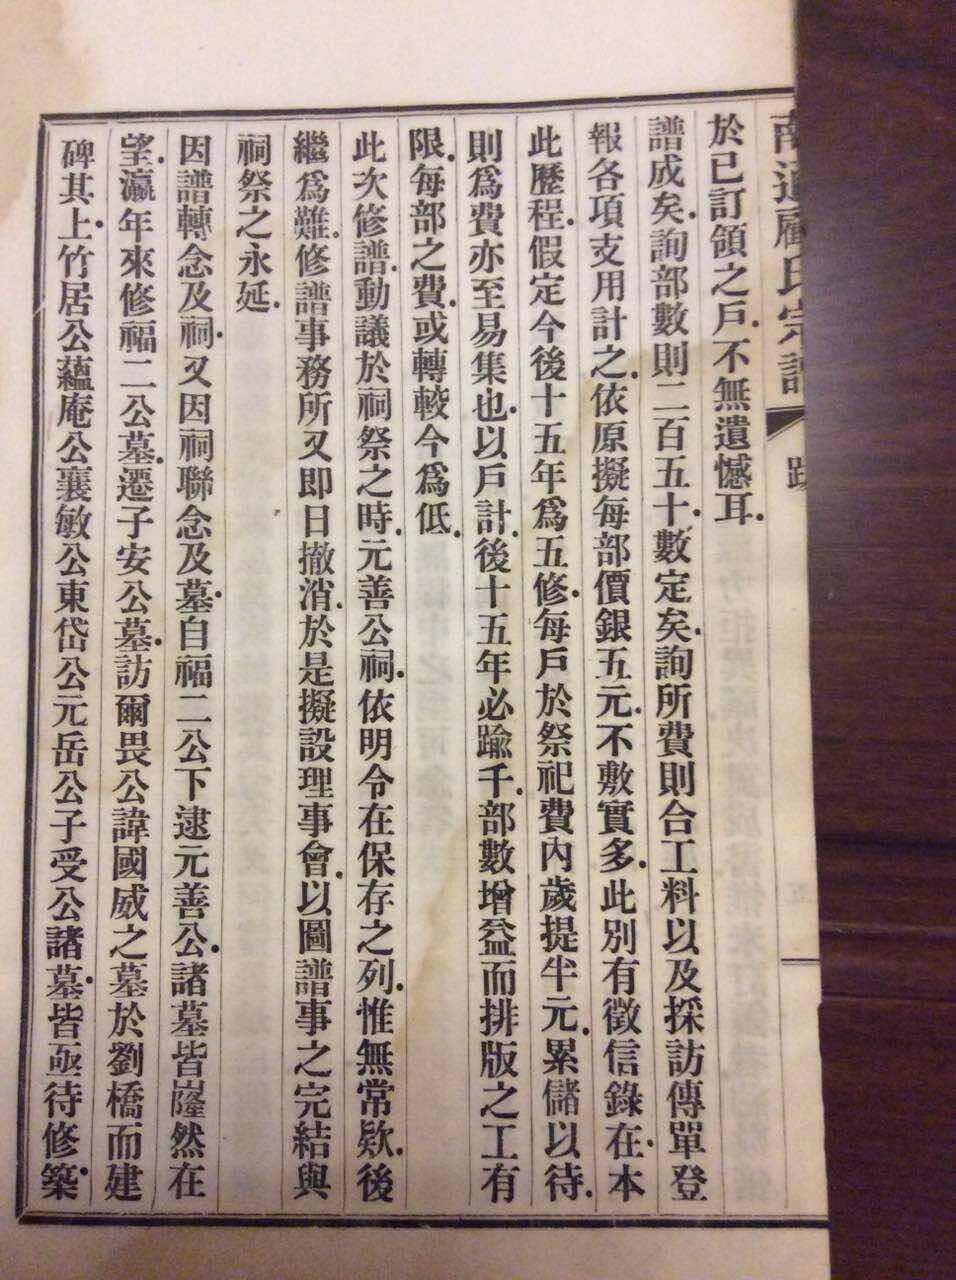 南通顧氏宗譜 跋
於已訂領之戶.不無遺憾耳.
譜成矣.詢部數則二百五十.數定矣.詢所費則合工料以及採訪傳單登
報各項支用計之.依原擬每部價銀五元.不敷實多.此別有徵信錄在.本
此歷程.假定今後十五年為五修.每戶於祭祀費內歲提半元.累儲以待.
則為費亦至易集也.以戶計.後十五年必踰千.部數增益而排版之工有
限.每部之費.或轉較今為低.
此次修譜.動議於祠祭之時.元善公祠.依明令在保存之列.惟無常欵.後
繼為難.修譜事務所又即日撤消.於是擬設理事會.以圖譜事之完結與
祠祭之永延.
因譜轉念及祠.又因祠聯念及墓.自福二公下逮元善公.諸墓皆巃然在
望.瀛年來修福二公墓.遷子安公墓.訪爾畏公諱國威之墓於劉橋而建
碑其上.竹居公蘊庵公襄敏公東岱公元岳公子受公諸墓.皆亟待修築.